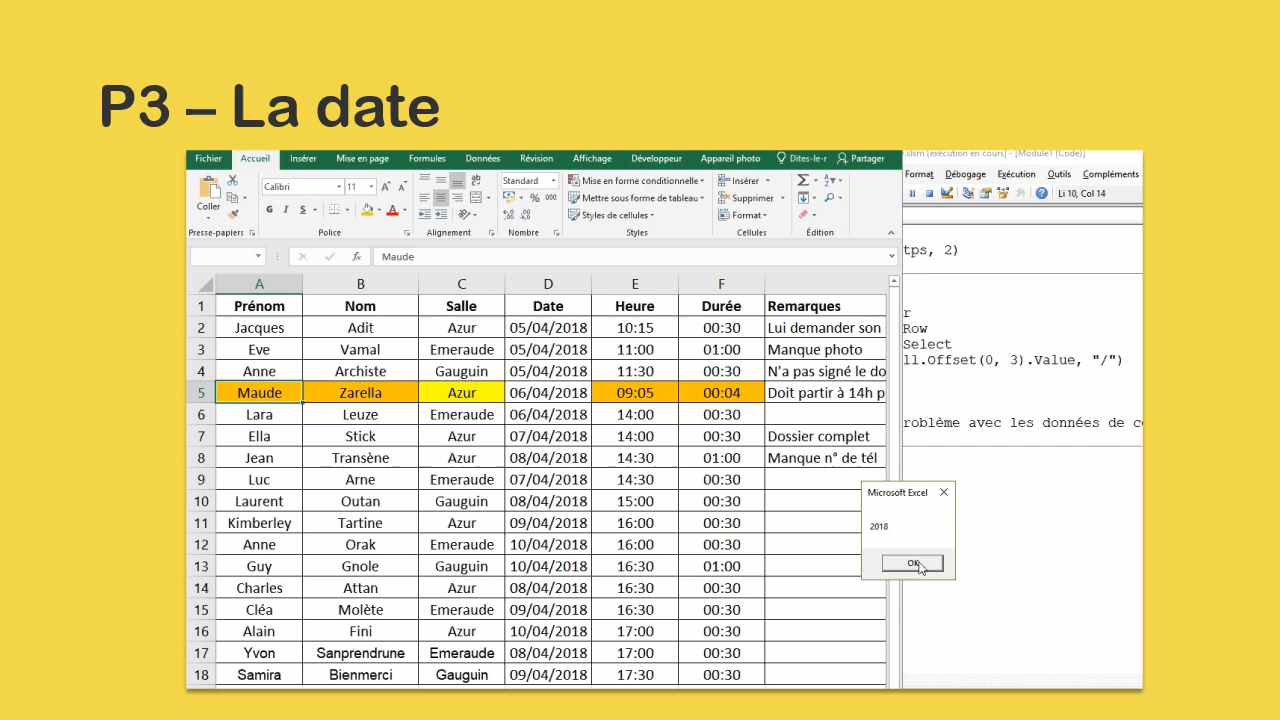 P3 – La date
.xlsm [exécution en cours] - [Module1 (Code)]
Fichier Accueil Insérer Mise en page Formules Données Révision Affichage Développeur Appareil photo Dites-le-r Partager
Format Débogage Exécution Outils Compléments
Li 10, Col 14
Coller
Calibri 11
G I S
Standard
% 000
Mise en forme conditionnelle
Mettre sous forme de tableau
Styles de cellules
Insérer
Supprimer
Format
Presse-papiers Police Alignement Nombre Styles Cellules Édition
fx Maude
A B C D E F
1 Prénom Nom Salle Date Heure Durée Remarques
2 Jacques Adit Azur 05/04/2018 10:15 00:30 Lui demander son
3 Eve Vamal Emeraude 05/04/2018 11:00 01:00 Manque photo
4 Anne Archiste Gauguin 05/04/2018 11:30 00:30 N'a pas signé le do
5 Maude Zarella Azur 06/04/2018 09:05 00:04 Doit partir à 14h p
6 Lara Leuze Emeraude 06/04/2018 14:00 00:30
7 Ella Stick Azur 07/04/2018 14:00 00:30 Dossier complet
8 Jean Transène Azur 08/04/2018 14:30 01:00 Manque n° de tél
9 Luc Arne Emeraude 07/04/2018 14:30 00:30
10 Laurent Outan Gauguin 08/04/2018 15:00 00:30
11 Kimberley Tartine Azur 09/04/2018 16:00 00:30
12 Anne Orak Emeraude 10/04/2018 16:00 00:30
13 Guy Gnole Gauguin 10/04/2018 16:30 01:00
14 Charles Attan Azur 08/04/2018 16:30 00:30
15 Cléa Molète Emeraude 09/04/2018 16:30 00:30
16 Alain Fini Azur 10/04/2018 17:00 00:30
17 Yvon Sanprendrune Emeraude 08/04/2018 17:00 00:30
18 Samira Bienmerci Gauguin 09/04/2018 17:30 00:30
tps, 2)
r
Row
Select
ll.Offset(0, 3).Value, "/")
roblème avec les données de c
Microsoft Excel
2018
OK